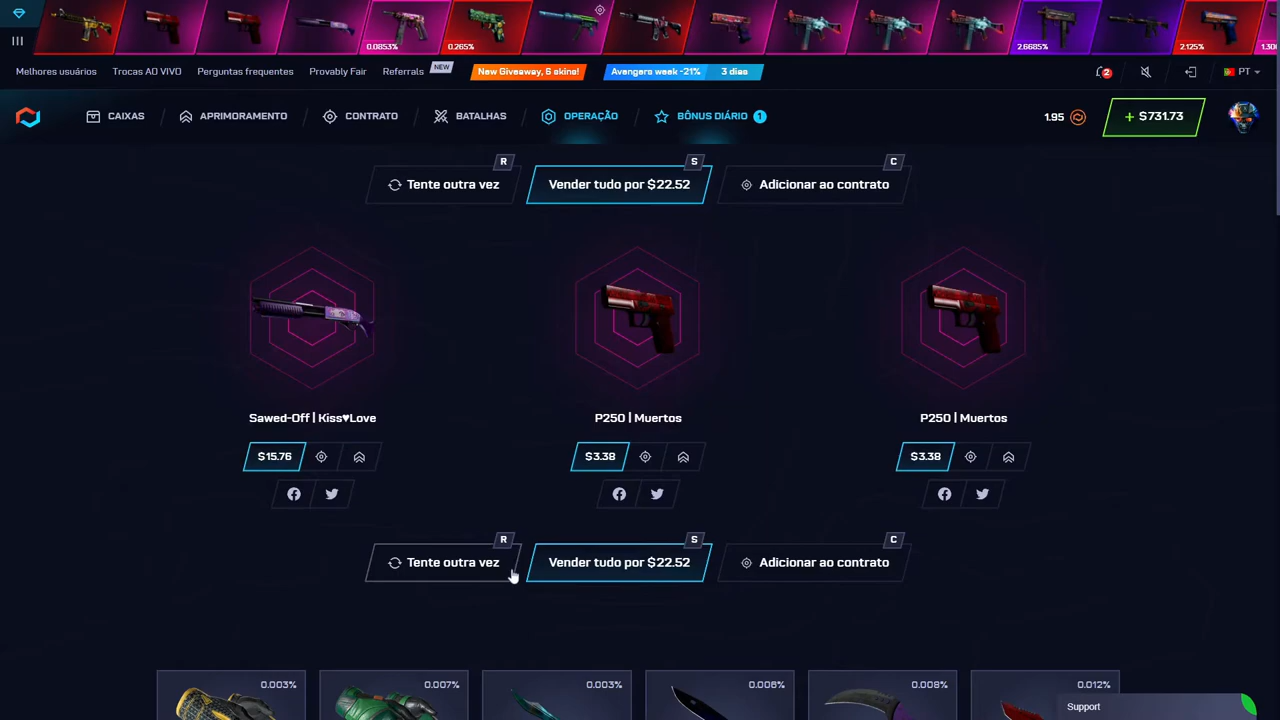 0.0853%
0.265%
2.6685%
2.125%
Melhores usuários
Trocas AO VIVO
Perguntas frequentes
Provably Fair
Referrals
NEW
New Giveaway, 6 skins!
Avengers week -21%
3 dias
2
PT
CAIXAS
APRIMORAMENTO
CONTRATO
BATALHAS
OPERAÇÃO
BÔNUS DIÁRIO
1
1.95
+ $731.73
R
S
C
Tente outra vez
Vender tudo por $22.52
Adicionar ao contrato
Sawed-Off | Kiss♥Love
P250 | Muertos
P250 | Muertos
$15.76
$3.38
$3.38
R
S
C
Tente outra vez
Vender tudo por $22.52
Adicionar ao contrato
0.003%
0.007%
0.003%
0.006%
0.008%
0.012%
Support